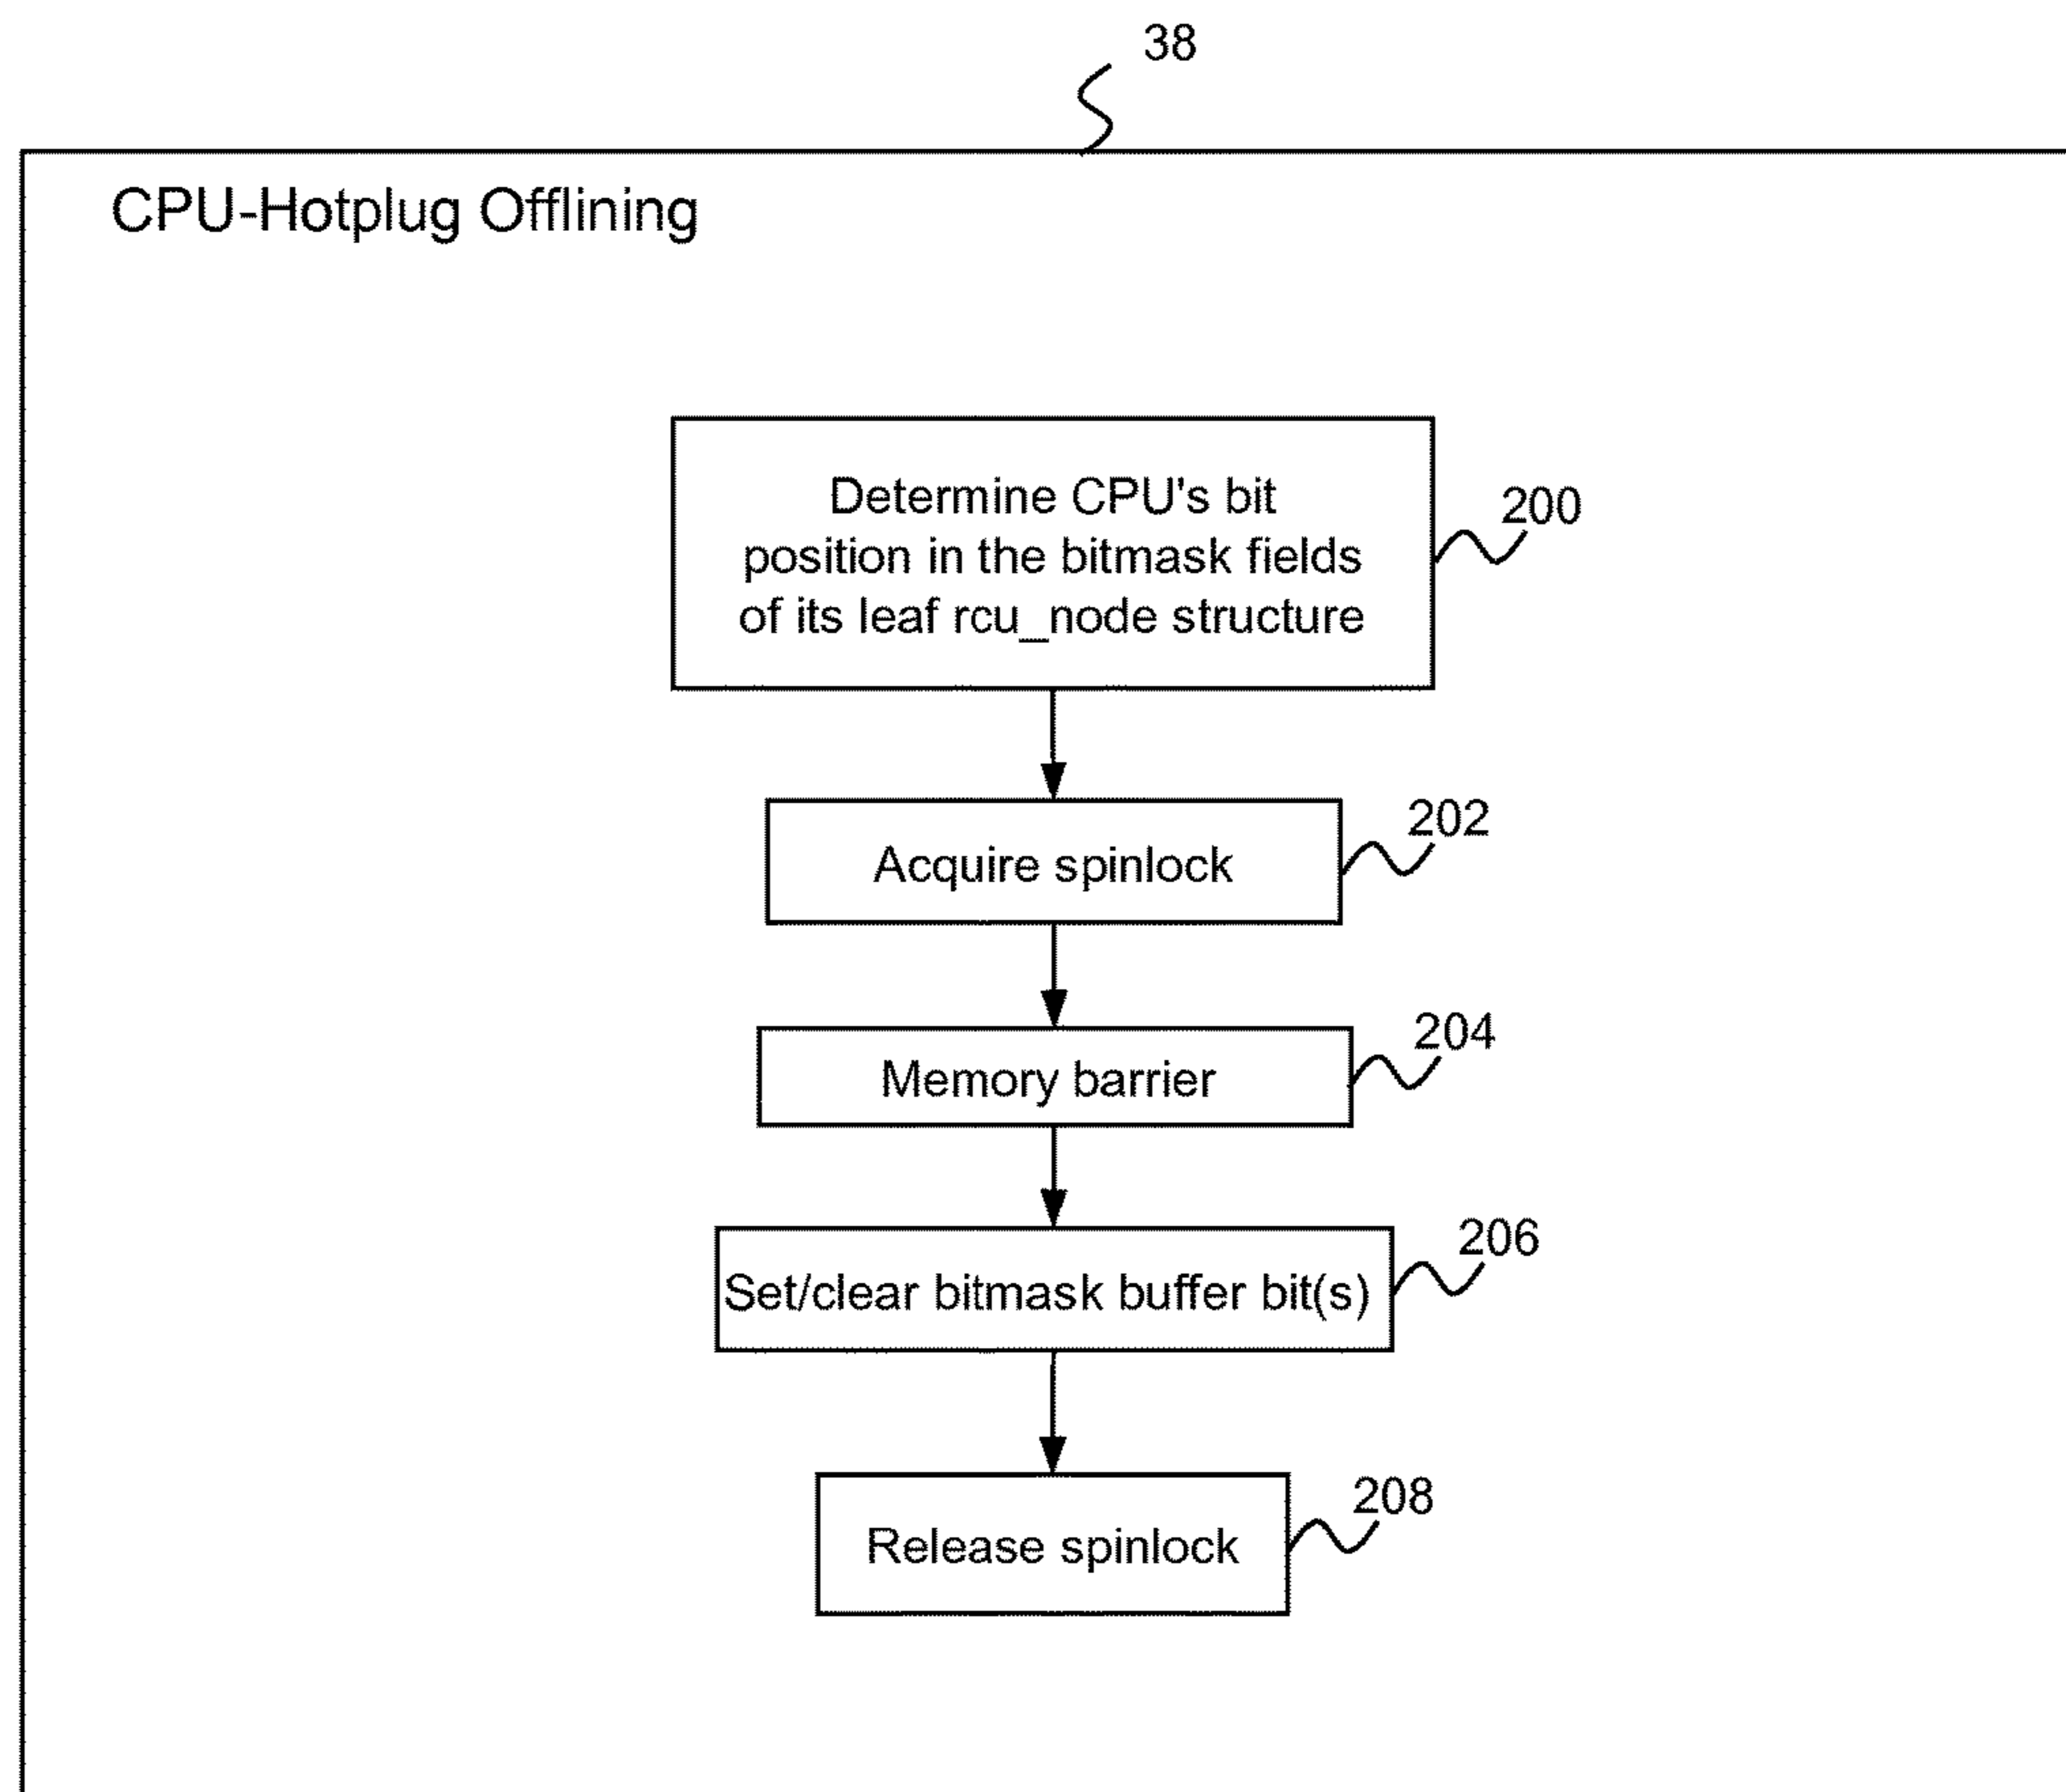 38
CPU-Hotplug Offlining
Determine CPU's bit
position in the bitmask fields
of its leaf rcu_node structure
200
Acquire spinlock
202
Memory barrier
204
Set/clear bitmask buffer bit(s)
206
Release spinlock
208